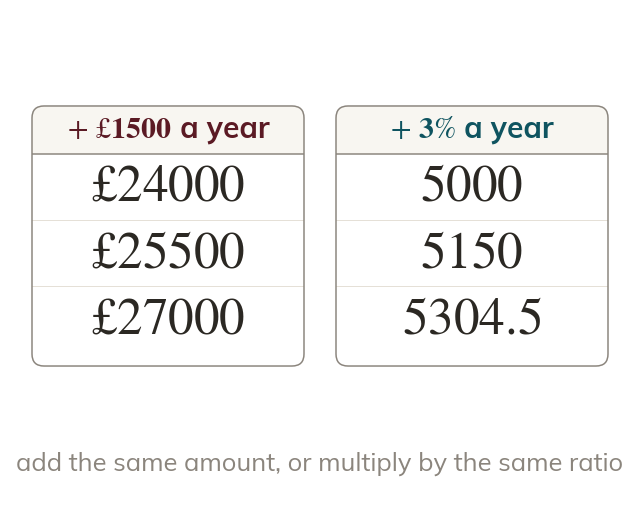 + £1500 a year
£24000
£25500
£27000
+ 3% a year
5000
5150
5304.5
add the same amount, or multiply by the same ratio